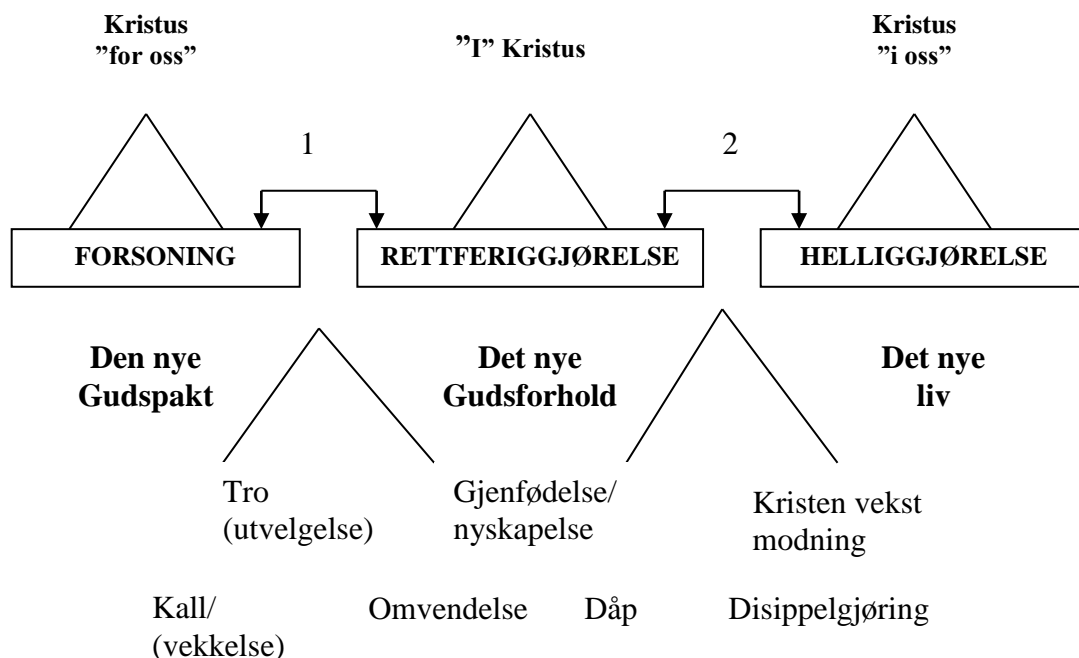 Kristus
”for oss”
”I” Kristus
Kristus
”i oss”
1
2
FORSONING
RETTFERIGGJØRELSE
HELLIGGJØRELSE
Den nye
Gudspakt
Det nye
Gudsforhold
Det nye
liv
Tro
(utvelgelse)
Gjenfödelse/
nyskapelse
Kristen vekst
modning
Kall/
(vekkelse)
Omvendelse
Dåp
Disippelgjøring